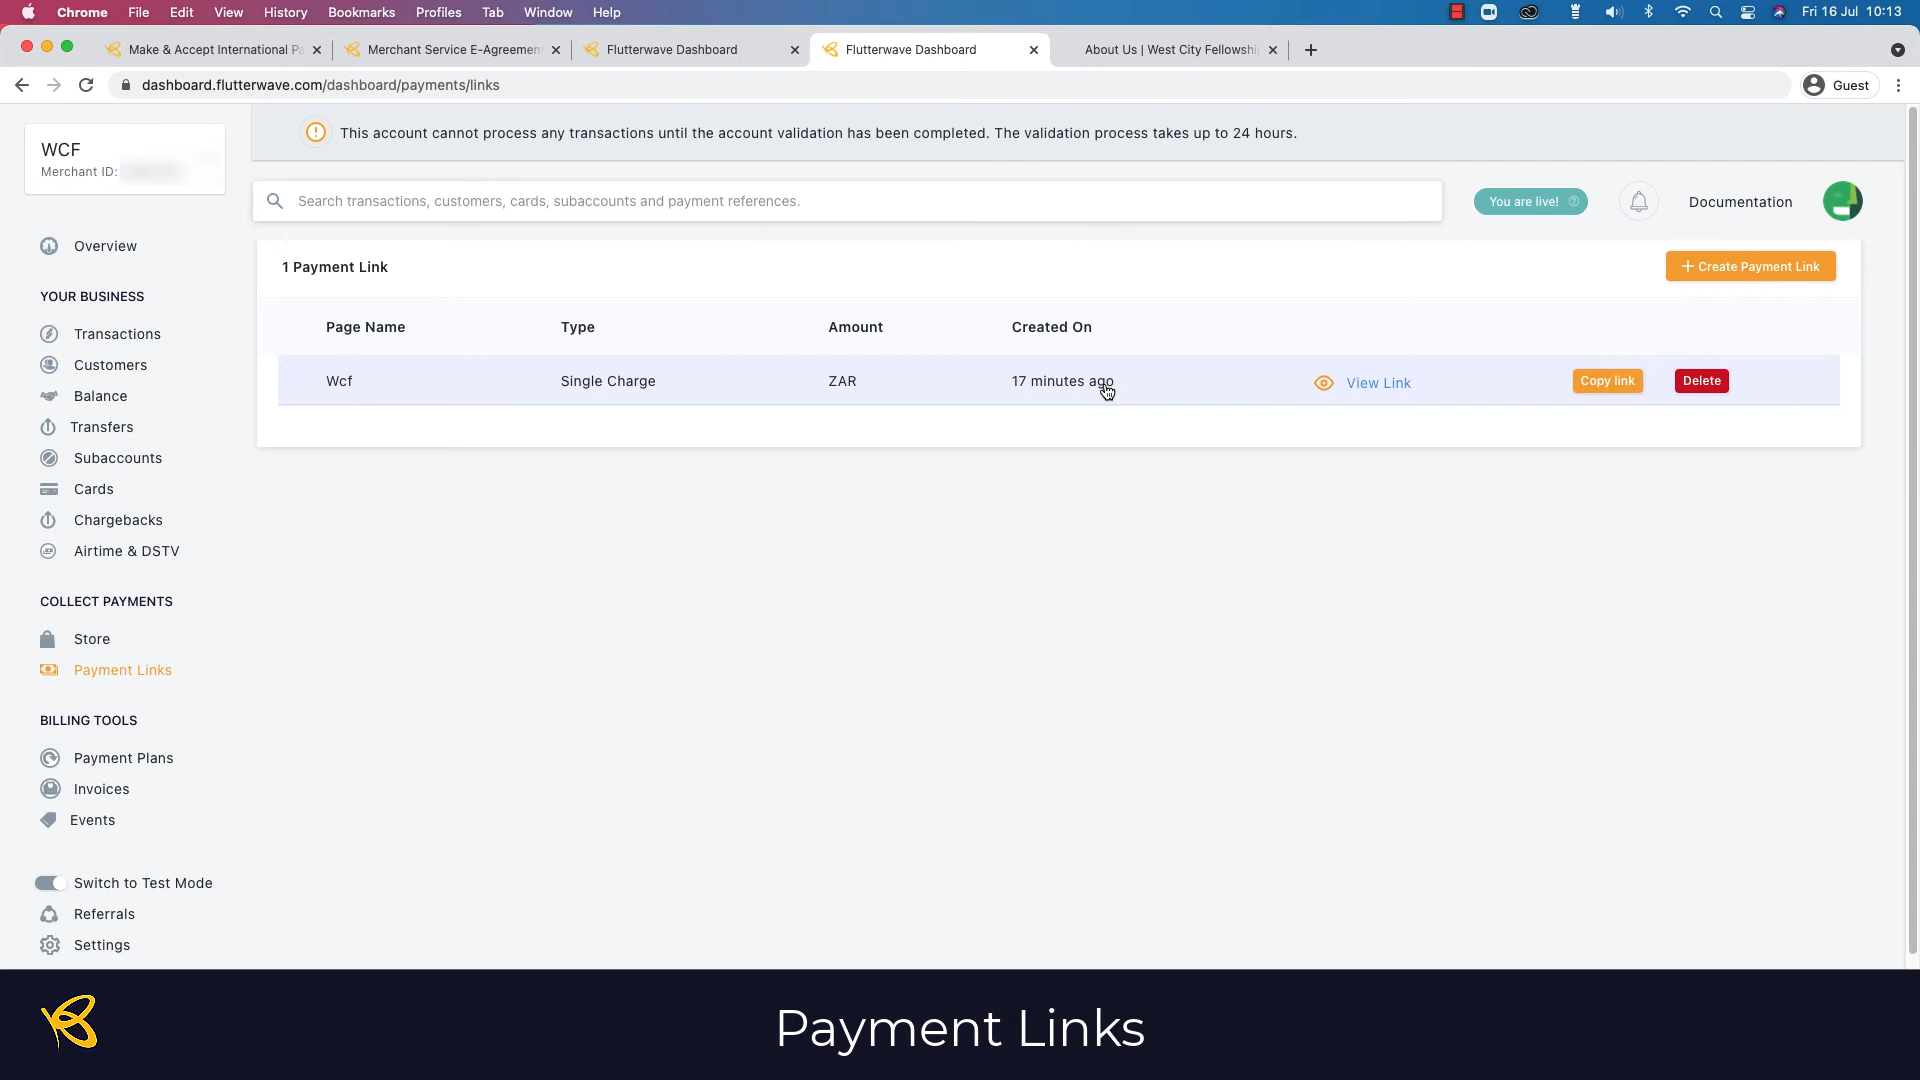 Chrome File Edit View History Bookmarks Profiles Tab Window Help Fri 16 Jul 10:13
Make & Accept International Pa Merchant Service E-Agreemen Flutterwave Dashboard Flutterwave Dashboard About Us | West City Fellowshi
dashboard.flutterwave.com/dashboard/payments/links Guest
This account cannot process any transactions until the account validation has been completed. The validation process takes up to 24 hours.
WCF
Merchant ID:
Search transactions, customers, cards, subaccounts and payment references. You are live! Documentation
Overview
1 Payment Link + Create Payment Link
YOUR BUSINESS
Page Name Type Amount Created On
Transactions
Customers
Wcf Single Charge ZAR 17 minutes ago View Link Copy link Delete
Balance
Transfers
Subaccounts
Cards
Chargebacks
Airtime & DSTV
COLLECT PAYMENTS
Store
Payment Links
BILLING TOOLS
Payment Plans
Invoices
Events
Switch to Test Mode
Referrals
Settings
Payment Links